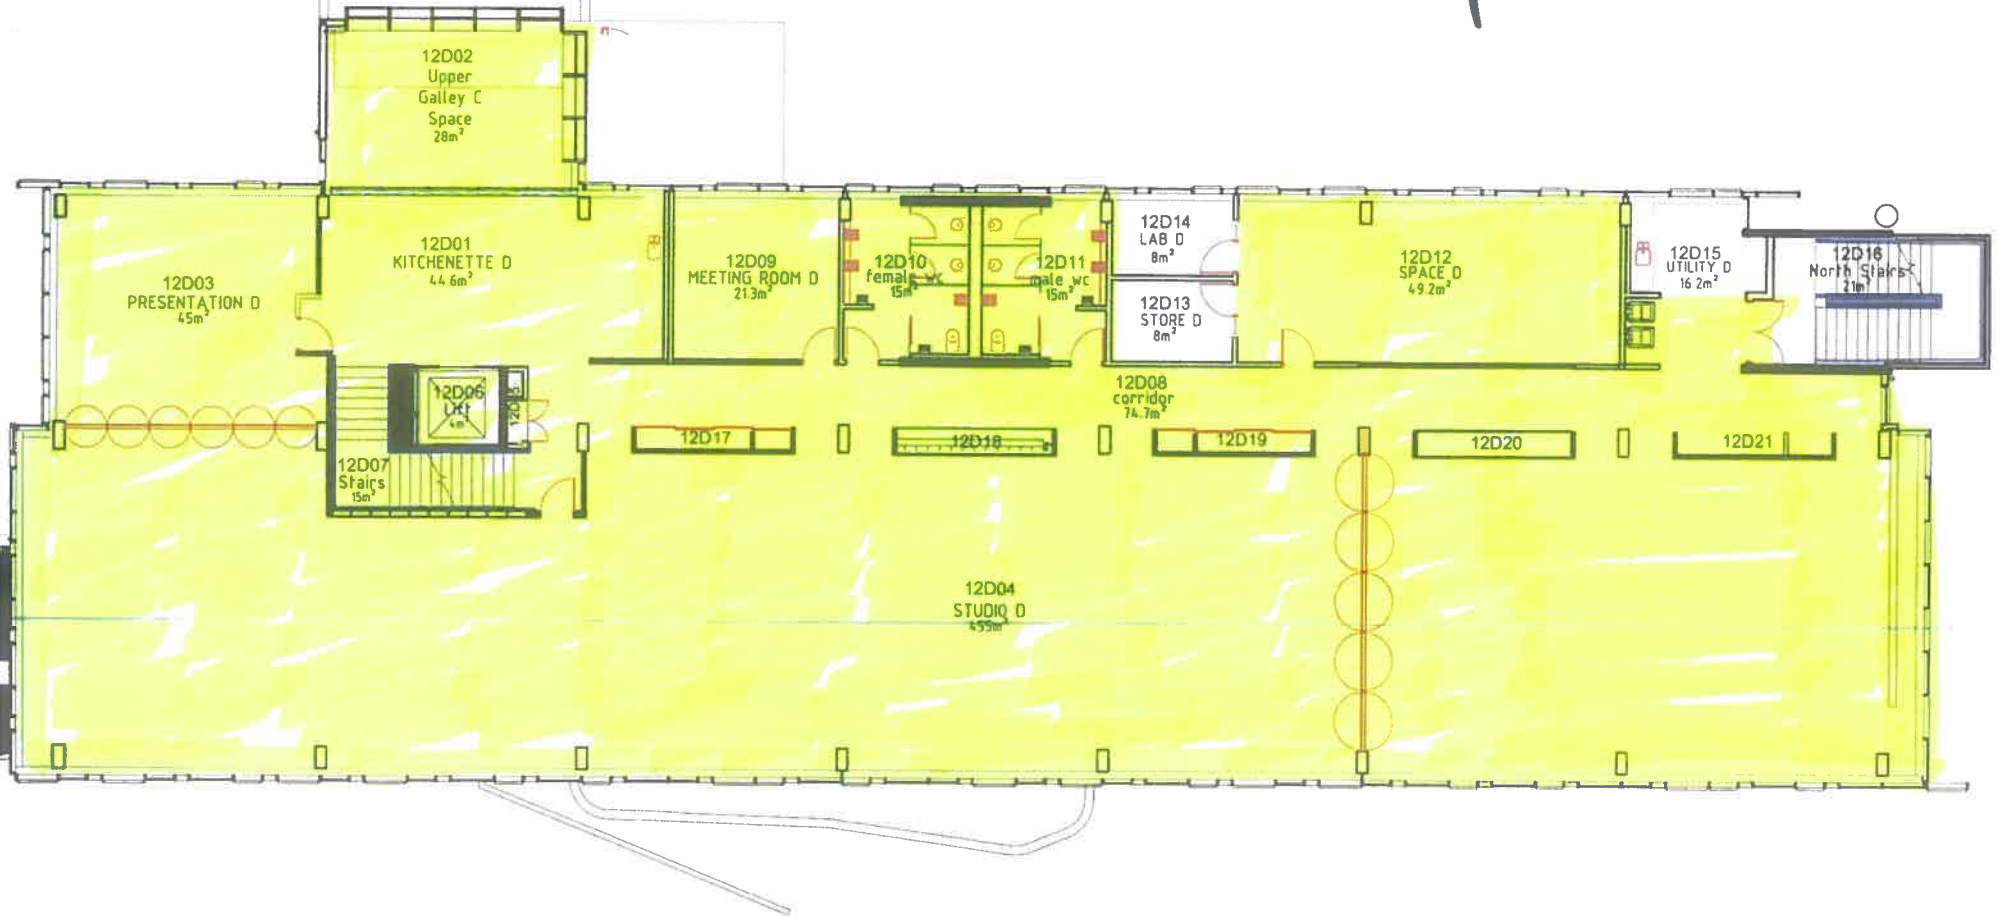 12D02
Upper
Galley C
Space
28m²
12D03
PRESENTATION D
45m²
12D01
KITCHENETTE D
44.6m²
12D09
MEETING ROOM D
21.3m²
12D10
female wc
15m²
12D11
male wc
15m²
12D14
LAB D
8m²
12D13
STORE D
8m²
12D12
SPACE D
49.2m²
12D15
UTILITY D
16.2m²
12D16
North Stairs
21m²
12D06
Lift
4m²
12D07
Stairs
15m²
12D08
corridor
74.7m²
12D17
12D18
12D19
12D20
12D21
12D04
STUDIO D
455m²